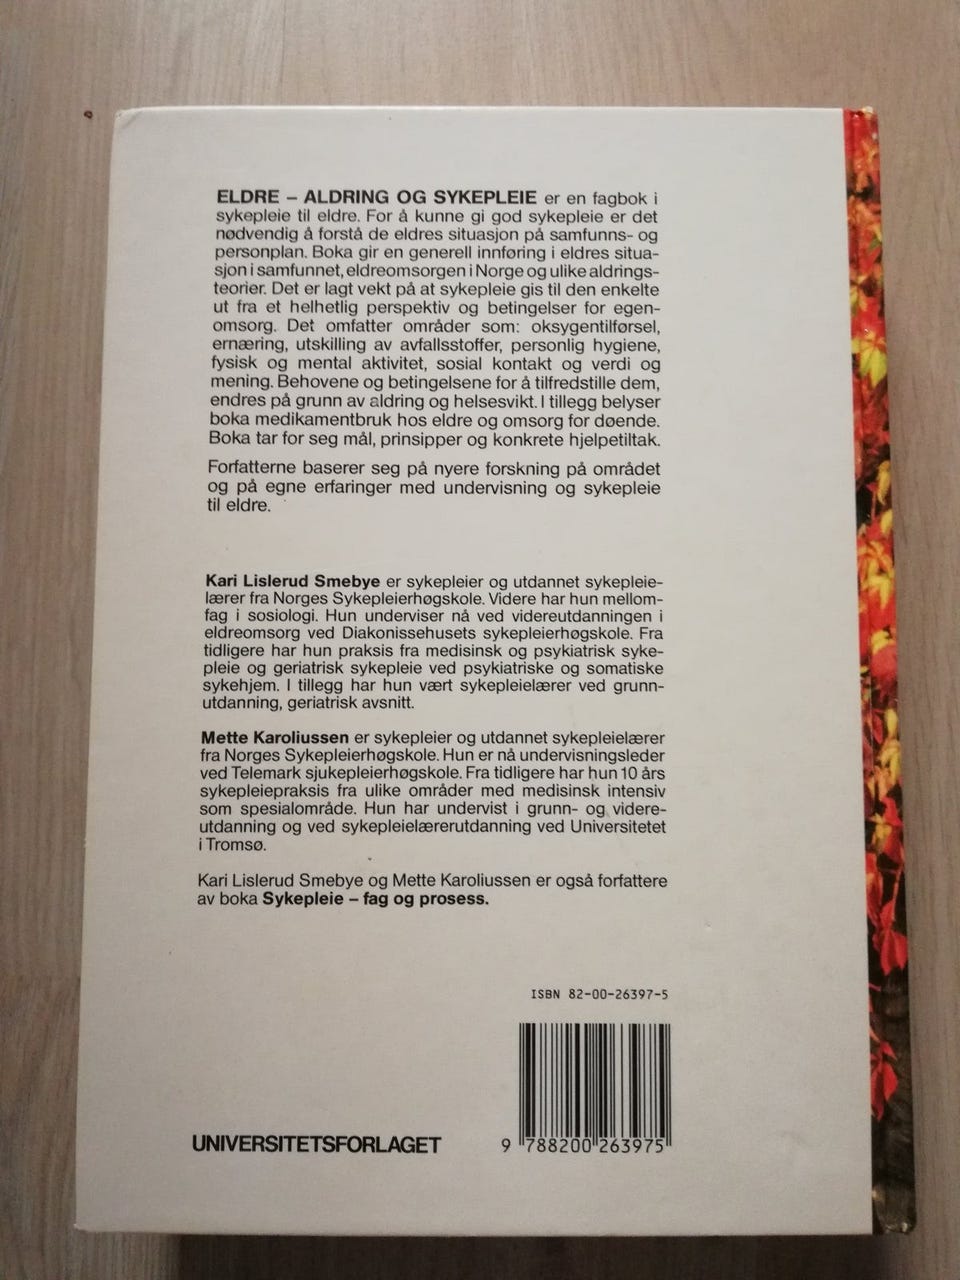 ELDRE – ALDRING OG SYKEPLEIE er en fagbok i
sykepleie til eldre. For å kunne gi god sykepleie er det
nødvendig å forstå de eldres situasjon på samfunns- og
personplan. Boka gir en generell innføring i eldres situa-
sjon i samfunnet, eldreomsorgen i Norge og ulike aldrings-
teorier. Det er lagt vekt på at sykepleie gis til den enkelte
ut fra et helhetlig perspektiv og betingelser for egen-
omsorg. Det omfatter områder som: oksygentilførsel,
ernæring, utskilling av avfallsstoffer, personlig hygiene,
fysisk og mental aktivitet, sosial kontakt og verdi og
mening. Behovene og betingelsene for å tilfredstille dem,
endres på grunn av aldring og helsesvikt. I tillegg belyser
boka medikamentbruk hos eldre og omsorg for døende.
Boka tar for seg mål, prinsipper og konkrete hjelpetiltak.
Forfatterne baserer seg på nyere forskning på området
og på egne erfaringer med undervisning og sykepleie
til eldre.
Kari Lislerud Smebye er sykepleier og utdannet sykepleie-
lærer fra Norges Sykepleierhøgskole. Videre har hun mellom-
fag i sosiologi. Hun underviser nå ved videreutdanningen i
eldreomsorg ved Diakonissehusets sykepleierhøgskole. Fra
tidligere har hun praksis fra medisinsk og psykiatrisk syke-
pleie og geriatrisk sykepleie ved psykiatriske og somatiske
sykehjem. I tillegg har hun vært sykepleielærer ved grunn-
utdanning, geriatrisk avsnitt.
Mette Karoliussen er sykepleier og utdannet sykepleielærer
fra Norges Sykepleierhøgskole. Hun er nå undervisningsleder
ved Telemark sjukepleierhøgskole. Fra tidligere har hun 10 års
sykepleiepraksis fra ulike områder med medisinsk intensiv
som spesialområde. Hun har undervist i grunn- og videre-
utdanning og ved sykepleielærerutdanning ved Universitetet
i Tromsø.
Kari Lislerud Smebye og Mette Karoliussen er også forfattere
av boka Sykepleie – fag og prosess.
ISBN 82-00-26397-5
UNIVERSITETSFORLAGET
9 788200 263975